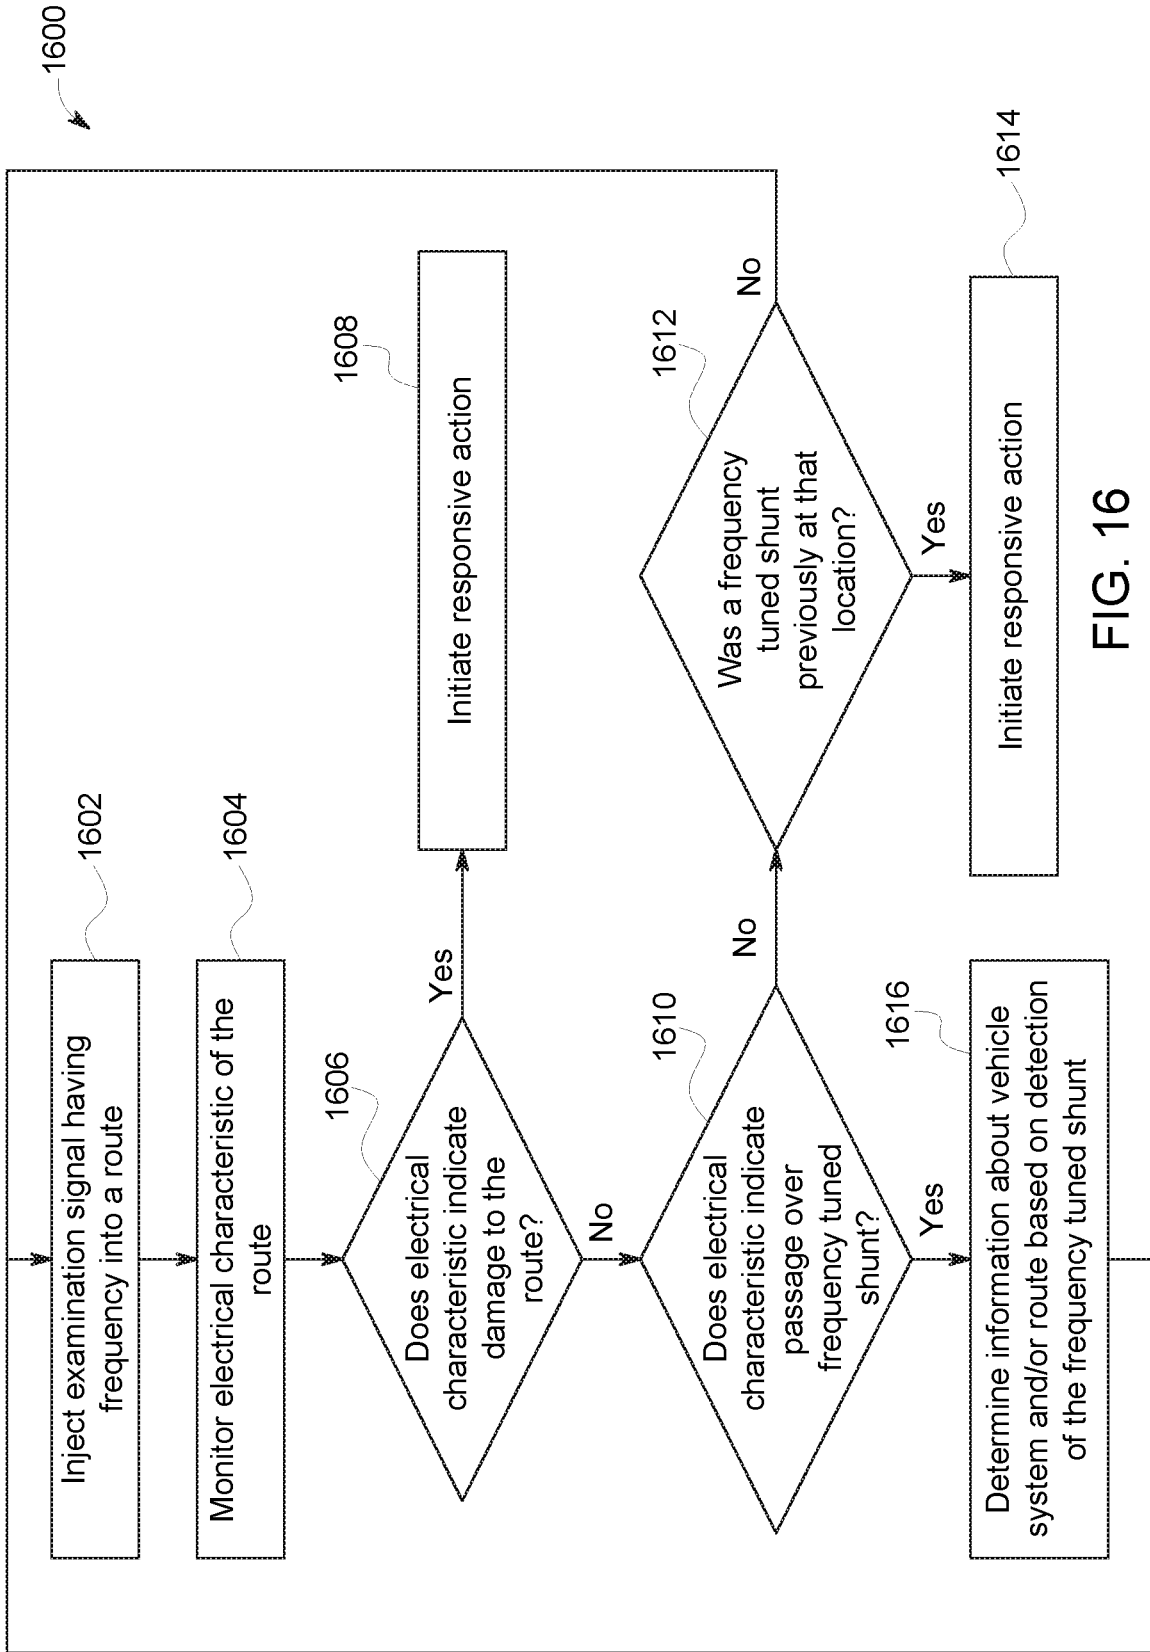 1600
Inject examination signal having
frequency into a route
1602
Monitor electrical characteristic of the
route
1604
Does electrical
characteristic indicate
damage to the
route?
1606
Yes
Initiate responsive action
1608
No
Does electrical
characteristic indicate
passage over
frequency tuned
shunt?
1610
No
Was a frequency
tuned shunt
previously at that
location?
1612
No
Yes
Initiate responsive action
1614
Yes
Determine information about vehicle
system and/or route based on detection
of the frequency tuned shunt
1616
FIG. 16